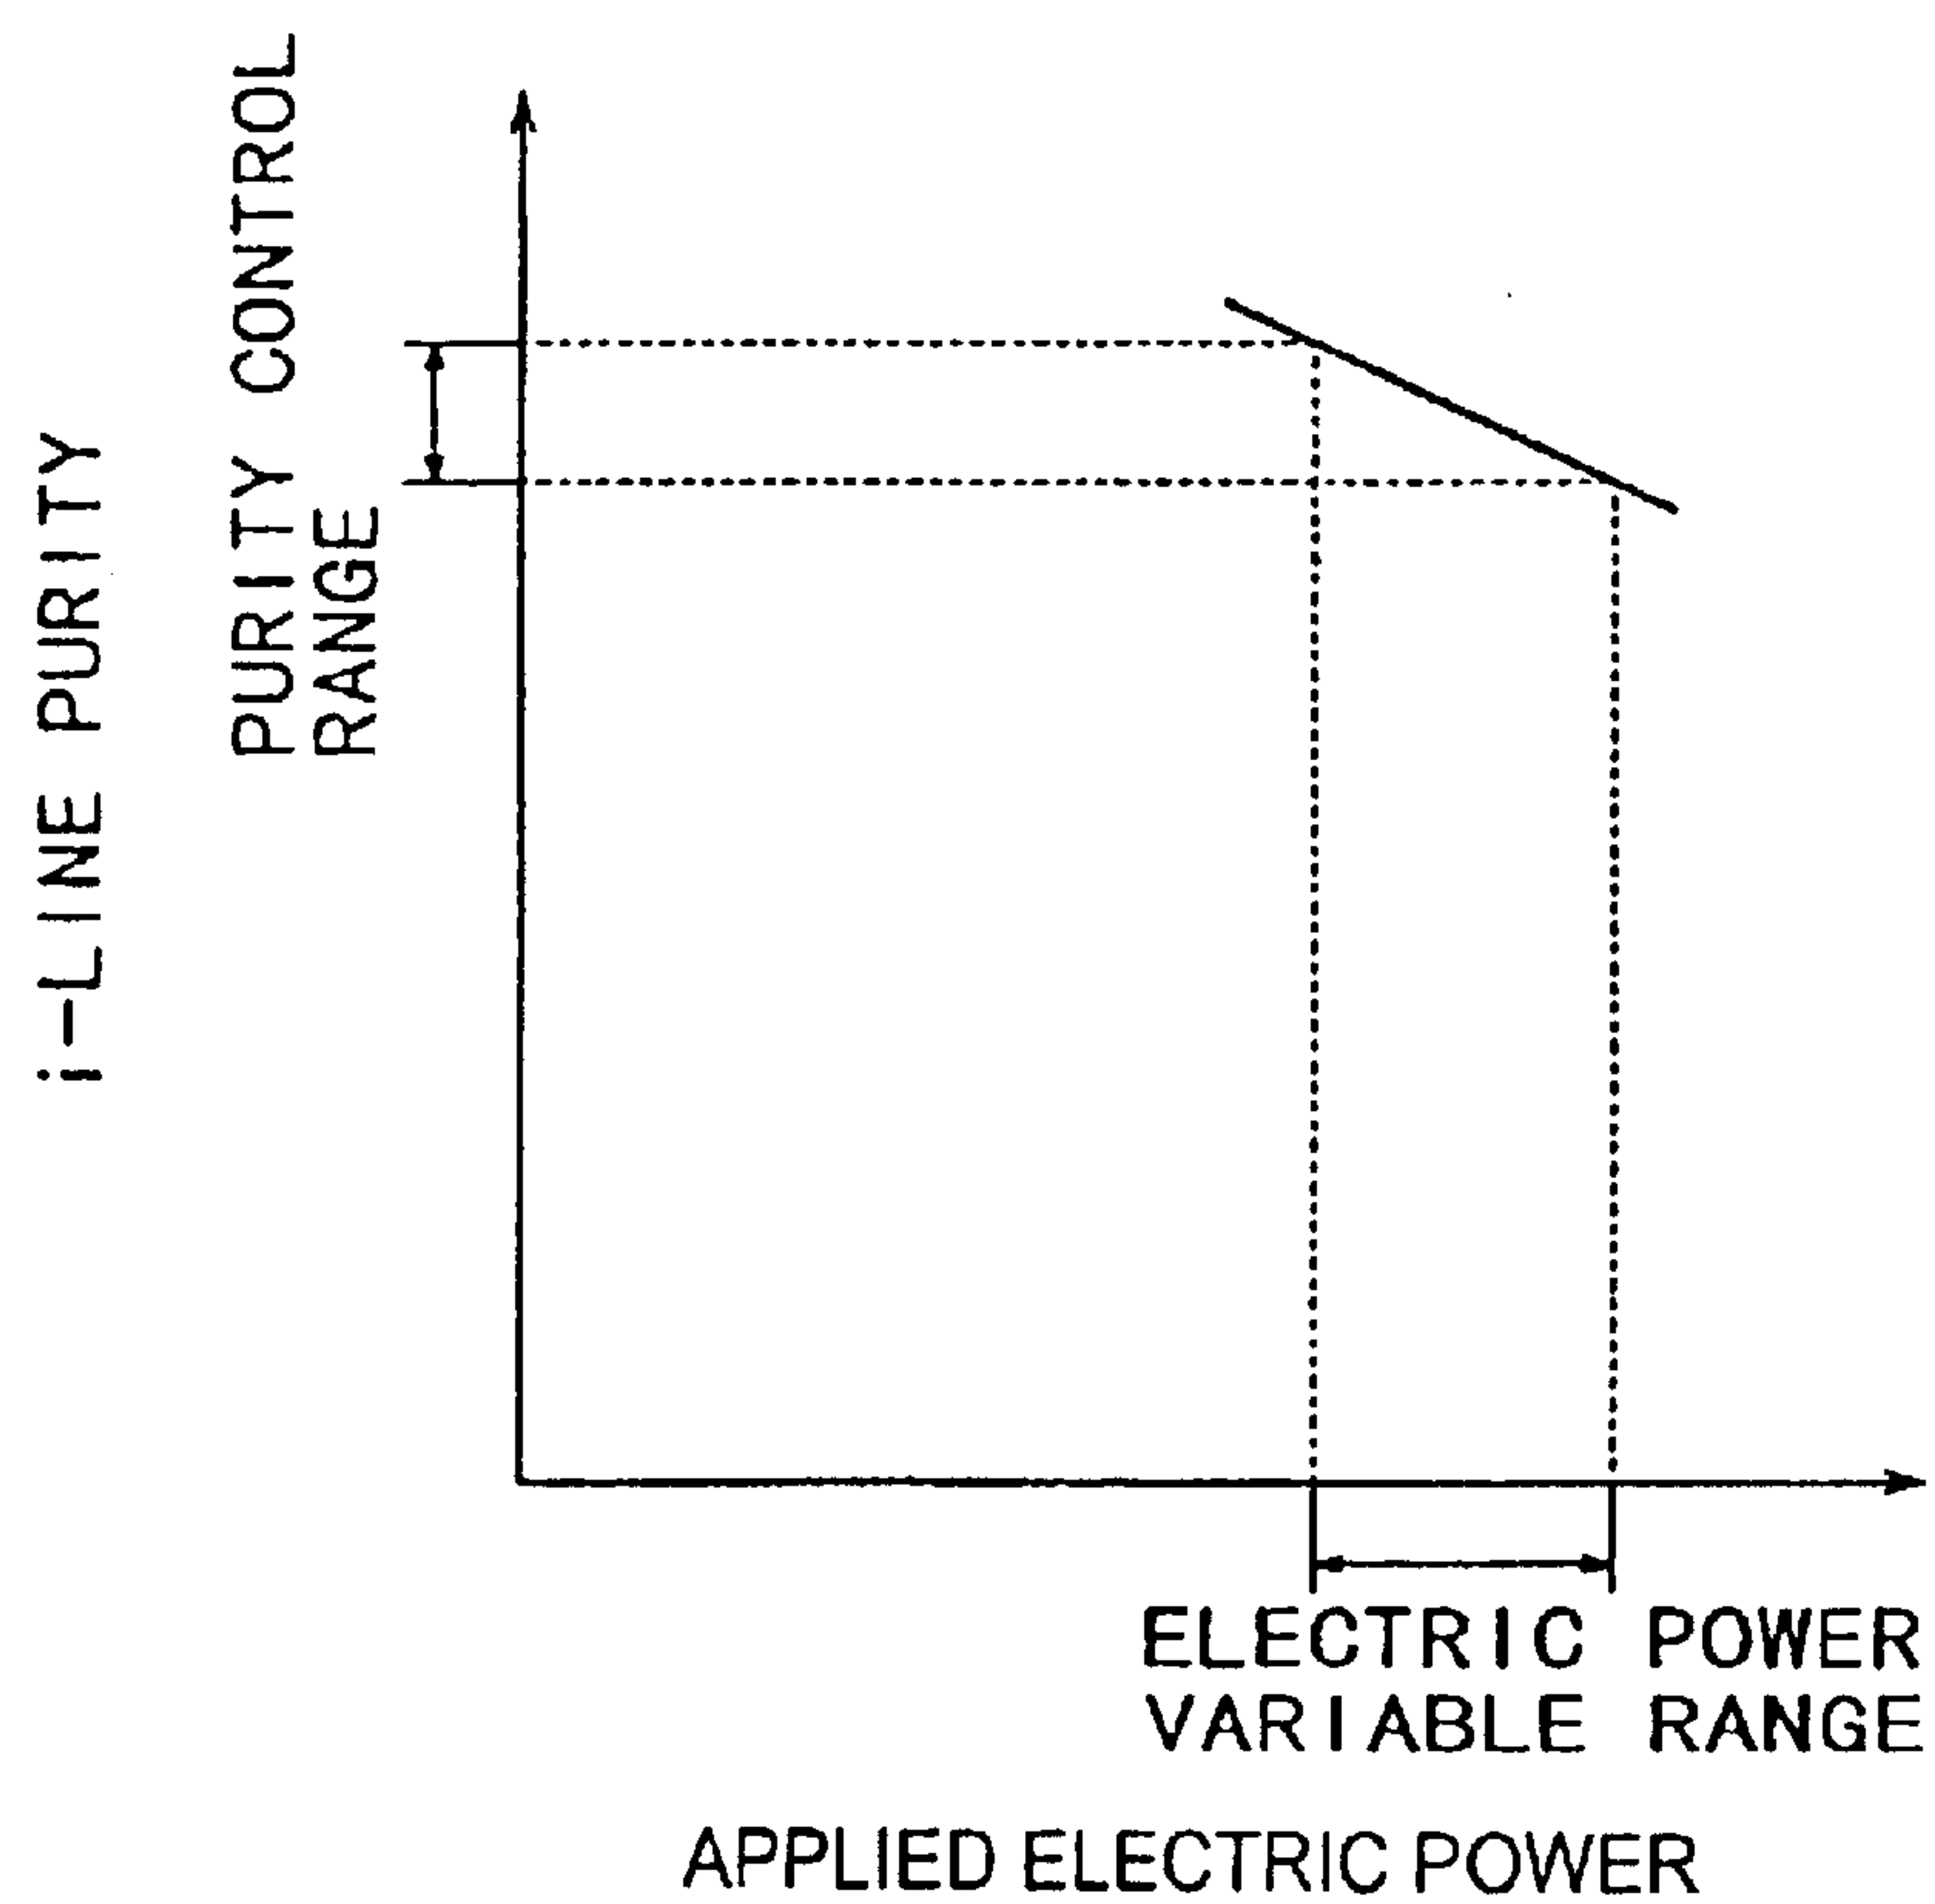 i-LINE PURITY
PURITY CONTROL
RANGE
ELECTRIC POWER
VARIABLE RANGE
APPLIED ELECTRIC POWER